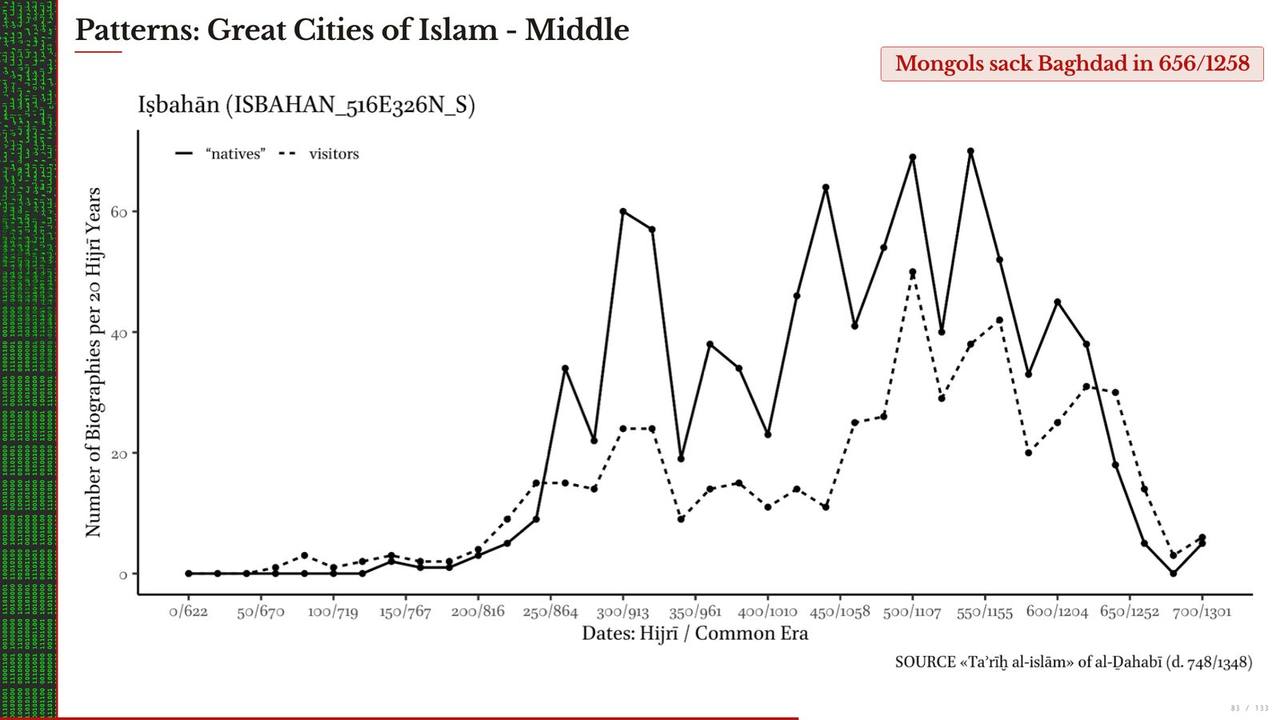 Patterns: Great Cities of Islam - Middle
Mongols sack Baghdad in 656/1258
Iṣbahān (ISBAHAN_516E326N_S)
“natives” visitors
Number of Biographies per 20 Hijrī Years
60
40
20
0
0/622 50/670 100/719 150/767 200/816 250/864 300/913 350/961 400/1010 450/1058 500/1107 550/1155 600/1204 650/1252 700/1301
Dates: Hijrī / Common Era
SOURCE «Taʾrīḫ al-islām» of al-Ḏahabī (d. 748/1348)
83 / 133